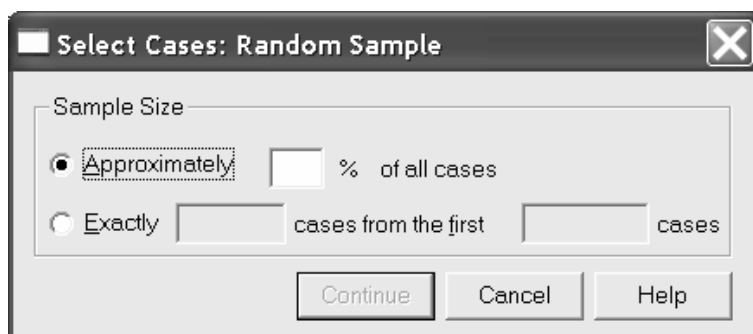 Select Cases: Random Sample
Sample Size
Approximately % of all cases
Exactly cases from the first cases
Continue Cancel Help